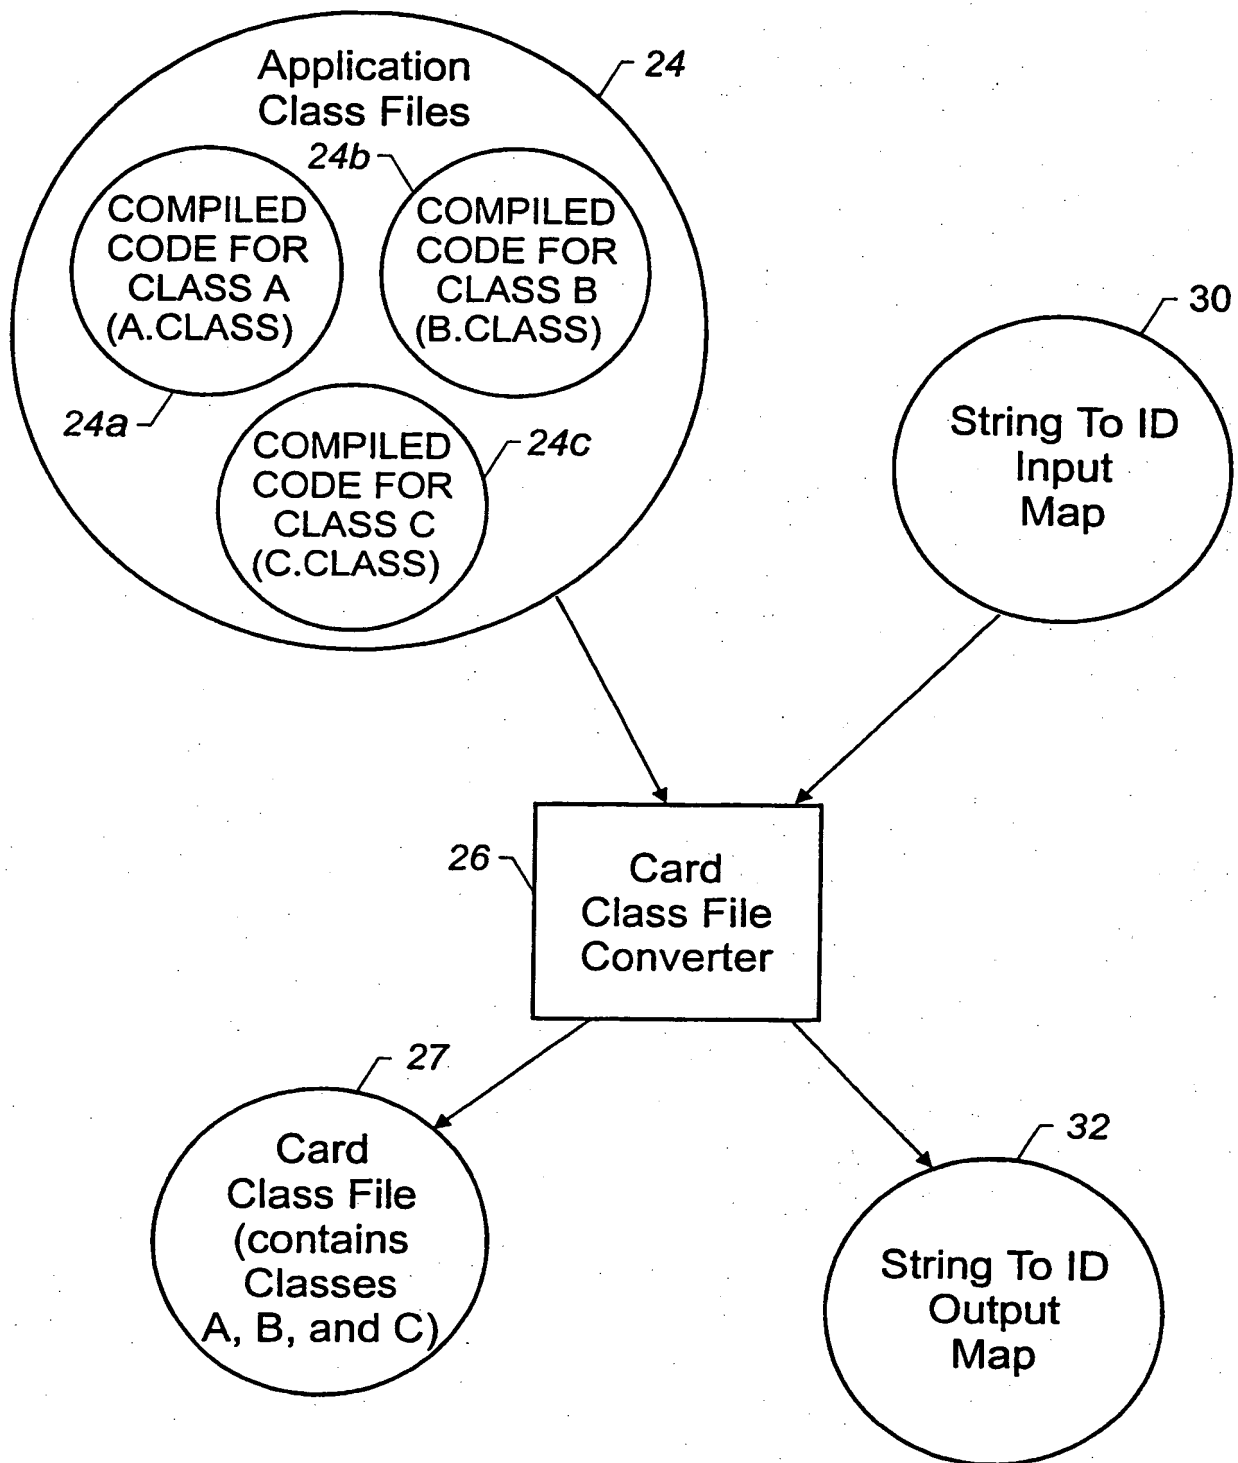 Application
Class Files
24
24b
COMPILED
CODE FOR
CLASS A
(A.CLASS)
COMPILED
CODE FOR
CLASS B
(B.CLASS)
24a
COMPILED
CODE FOR
CLASS C
(C.CLASS)
24c
30
String To ID
Input
Map
26
Card
Class File
Converter
27
Card
Class File
(contains
Classes
A, B, and C)
32
String To ID
Output
Map